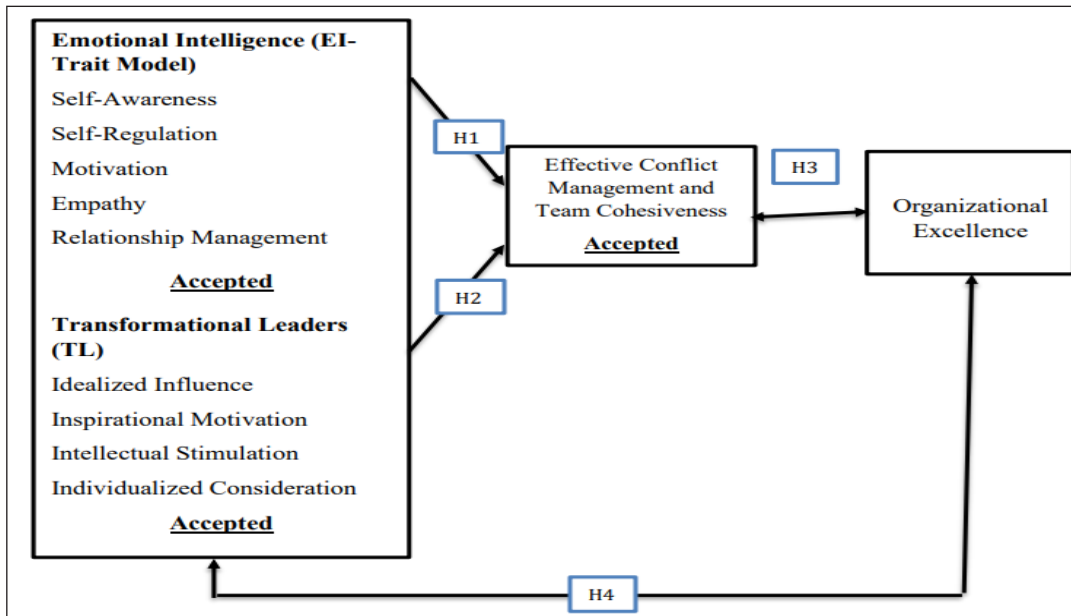 Emotional Intelligence (EI-
Trait Model)
Self-Awareness
Self-Regulation
Motivation
Empathy
Relationship Management
Accepted
Transformational Leaders
(TL)
Idealized Influence
Inspirational Motivation
Intellectual Stimulation
Individualized Consideration
Accepted
H1
H2
Effective Conflict
Management and
Team Cohesiveness
Accepted
H3
Organizational
Excellence
H4